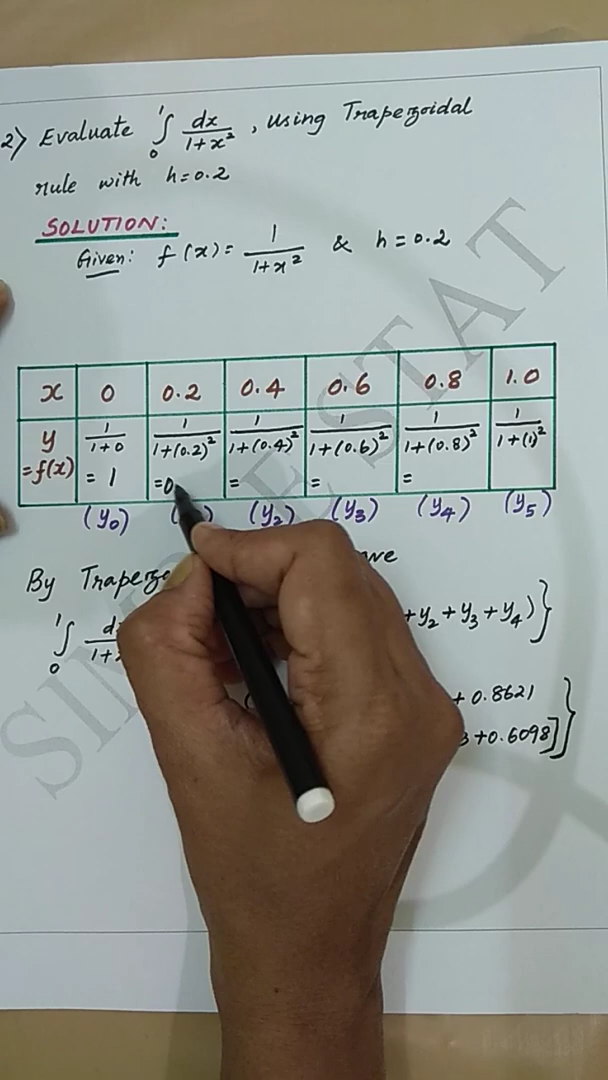 2) Evaluate ∫₀¹ dx/(1+x²), using Trapezoidal
rule with h=0.2
SOLUTION:
Given: f(x) = 1/(1+x²) & h = 0.2
x 0 0.2 0.4 0.6 0.8 1.0
y = f(x) 1/(1+0) = 1 1/(1+(0.2)²) =0 1/(1+(0.4)²) = 1/(1+(0.6)²) = 1/(1+(0.8)²) = 1/(1+(1)²)
(y₀) (y₂) (y₃) (y₄) (y₅)
By
∫₀¹ +y₂+y₃+y₄)}
+ 0.8621
+0.6098]}
SIMPLE STAT